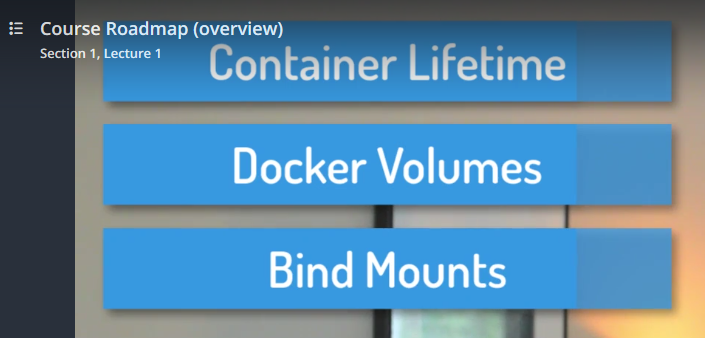 Course Roadmap (overview)
Section 1, Lecture 1
Container Lifetime
Docker Volumes
Bind Mounts